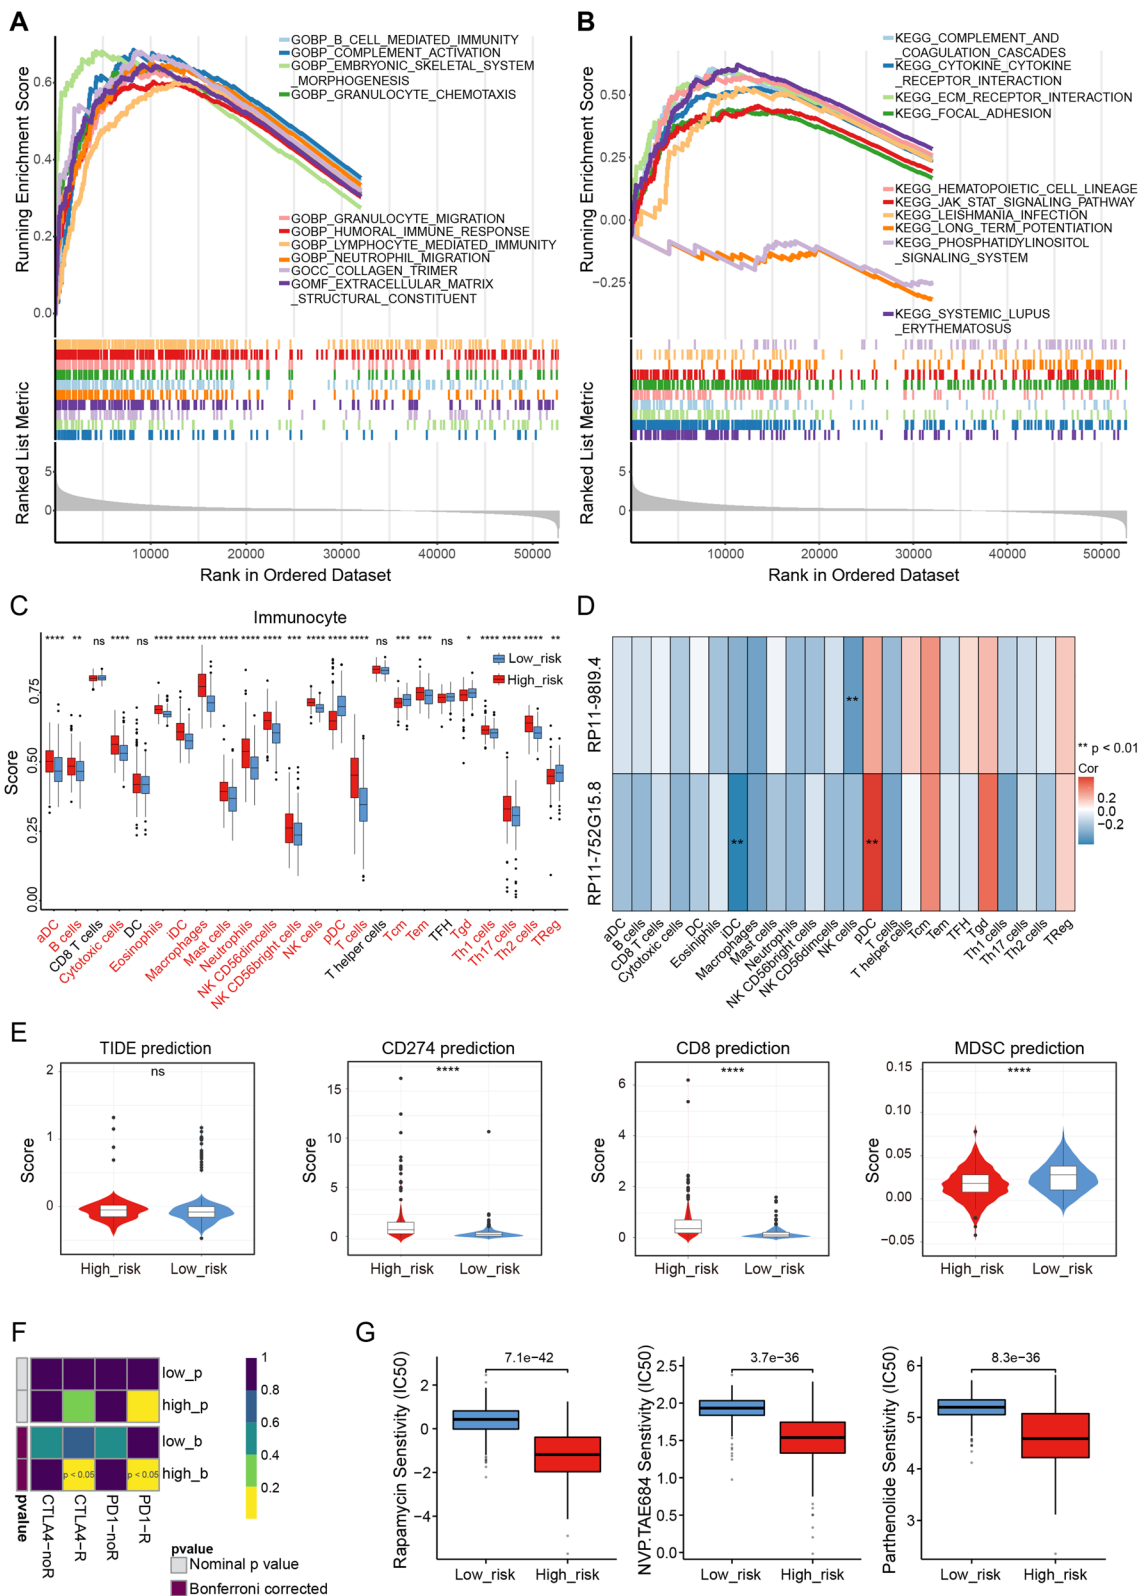 A
GOBP_B_CELL_MEDIATED_IMMUNITY
GOBP_COMPLEMENT_ACTIVATION
GOBP_EMBRYONIC_SKELETAL_SYSTEM
_MORPHOGENESIS
GOBP_GRANULOCYTE_CHEMOTAXIS
GOBP_GRANULOCYTE_MIGRATION
GOBP_HUMORAL_IMMUNE_RESPONSE
GOBP_LYMPHOCYTE_MEDIATED_IMMUNITY
GOBP_NEUTROPHIL_MIGRATION
GOCC_COLLAGEN_TRIMER
GOMF_EXTRACELLULAR_MATRIX
_STRUCTURAL_CONSTITUENT
Running Enrichment Score
0.6
0.4
0.2
0.0
Ranked List Metric
5
0
10000 20000 30000 40000 50000
Rank in Ordered Dataset
B
KEGG_COMPLEMENT_AND
_COAGULATION_CASCADES
KEGG_CYTOKINE_CYTOKINE
_RECEPTOR_INTERACTION
KEGG_ECM_RECEPTOR_INTERACTION
KEGG_FOCAL_ADHESION
KEGG_HEMATOPOIETIC_CELL_LINEAGE
KEGG_JAK_STAT_SIGNALING_PATHWAY
KEGG_LEISHMANIA_INFECTION
KEGG_LONG_TERM_POTENTIATION
KEGG_PHOSPHATIDYLINOSITOL
_SIGNALING_SYSTEM
KEGG_SYSTEMIC_LUPUS
_ERYTHEMATOSUS
Running Enrichment Score
0.50
0.25
0.00
−0.25
Ranked List Metric
5
0
10000 20000 30000 40000 50000
Rank in Ordered Dataset
C
Immunocyte
**** ** ns **** ns **** **** **** **** **** **** *** **** **** **** ns *** *** ns * **** **** **** **
Low_risk
High_risk
Score
0.75
0.50
0.25
0.00
aDC
B cells
CD8 T cells
Cytotoxic cells
DC
Eosinophils
iDC
Macrophages
Mast cells
Neutrophils
NK CD56dimcells
NK CD56bright cells
NK cells
pDC
T cells
T helper cells
Tcm
Tem
TFH
Tgd
Th1 cells
Th17 cells
Th2 cells
TReg
D
RP11-98I9.4
RP11-752G15.8
**
** **
** p < 0.01
Cor
0.2
0
−0.2
aDC
B cells
CD8 T cells
Cytotoxic cells
DC
Eosinophils
iDC
Macrophages
Mast cells
Neutrophils
NK CD56bright cells
NK CD56dimcells
NK cells
pDC
T cells
T helper cells
Tcm
Tem
TFH
Tgd
Th1 cells
Th17 cells
Th2 cells
TReg
E
TIDE prediction
ns
Score
2
1
0
High_risk Low_risk
CD274 prediction
****
Score
15
10
5
0
High_risk Low_risk
CD8 prediction
****
Score
6
4
2
0
High_risk Low_risk
MDSC prediction
****
Score
0.15
0.10
0.05
0.00
−0.05
High_risk Low_risk
F
low_p
high_p
low_b
high_b
p < 0.05 p < 0.05
pvalue
CTLA4−noR
CTLA4−R
PD1−noR
PD1−R
1
0.8
0.6
0.4
0.2
pvalue
Nominal p value
Bonferroni corrected
G
Rapamycin Senstivity (IC50)
7.1e−42
2
0
−2
−4
Low_risk High_risk
NVP.TAE684 Senstivity (IC50)
3.7e−36
2.5
2.0
1.5
1.0
0.5
0.0
Low_risk High_risk
Parthenolide Senstivity (IC50)
8.3e−36
6
5
4
3
Low_risk High_risk